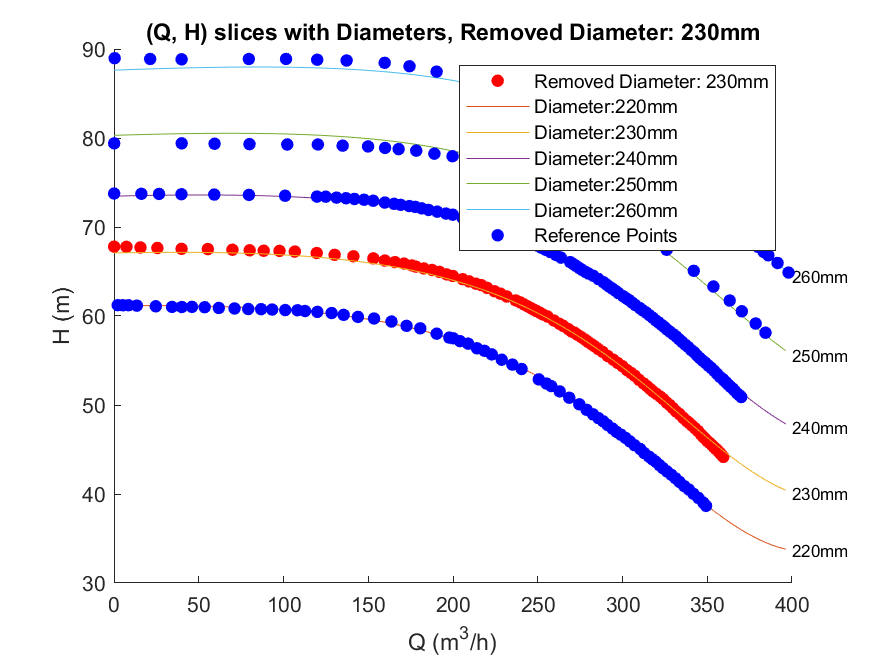 (Q, H) slices with Diameters, Removed Diameter: 230mm
90
80
70
60
50
40
30
H (m)
Removed Diameter: 230mm
Diameter:220mm
Diameter:230mm
Diameter:240mm
Diameter:250mm
Diameter:260mm
Reference Points
260mm
250mm
240mm
230mm
220mm
0 50 100 150 200 250 300 350 400
Q (m³/h)